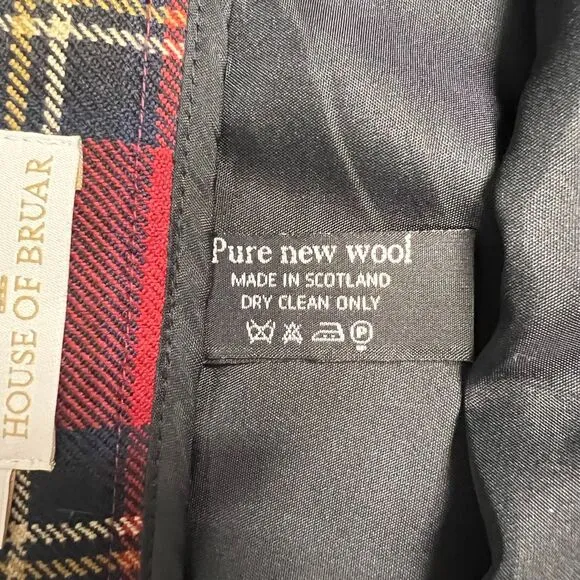 HOUSE OF BRUAR
Pure new wool
MADE IN SCOTLAND
DRY CLEAN ONLY
P